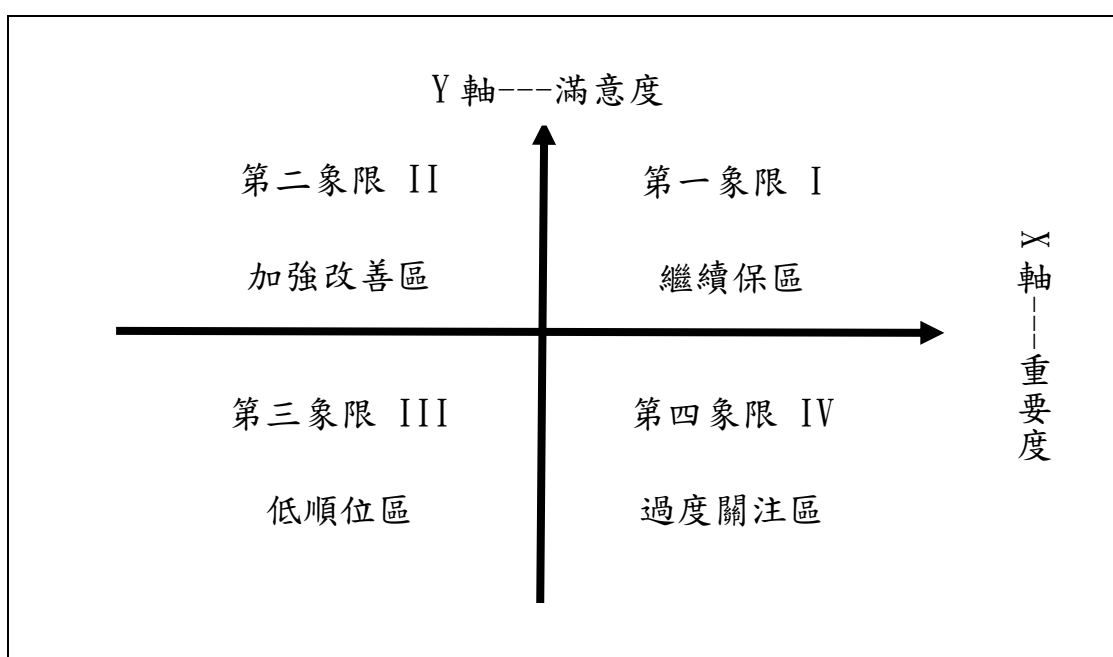 Y 軸---滿意度
第二象限 II
第一象限 I
加強改善區
繼續保區
X 軸---重要度
第三象限 III
第四象限 IV
低順位區
過度關注區